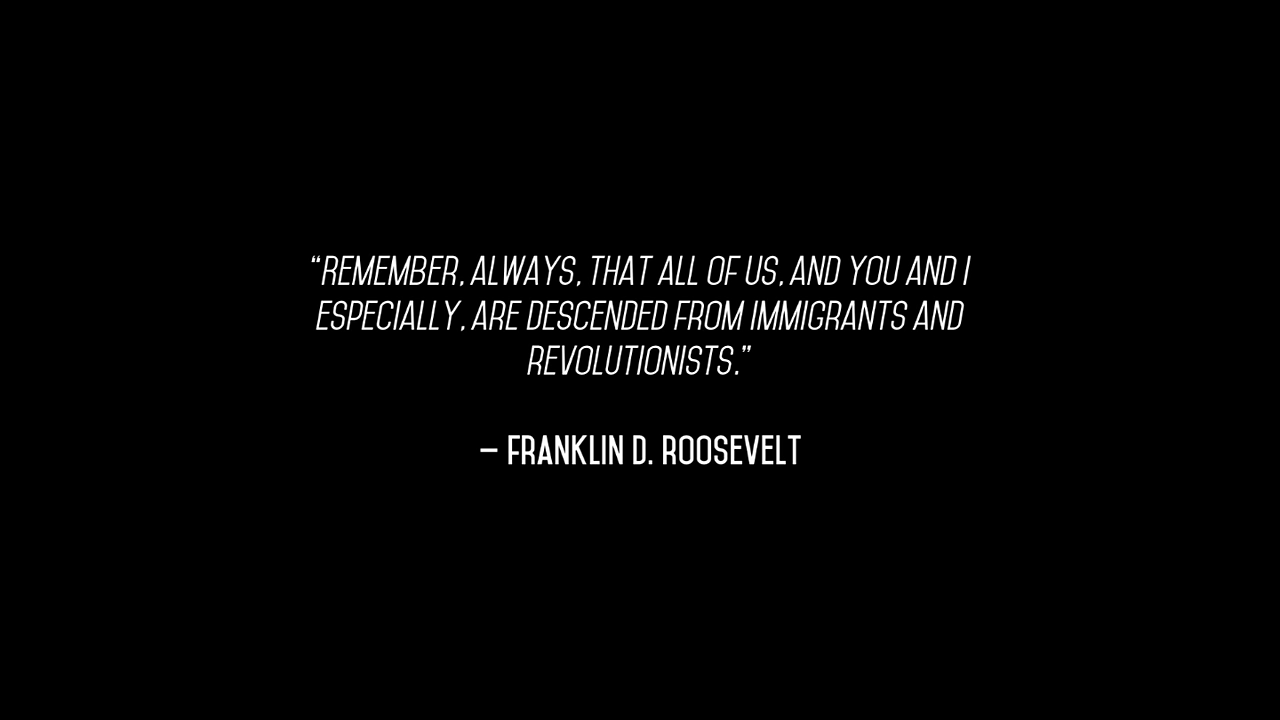 “REMEMBER, ALWAYS, THAT ALL OF US, AND YOU AND I
ESPECIALLY, ARE DESCENDED FROM IMMIGRANTS AND
REVOLUTIONISTS.”
– FRANKLIN D. ROOSEVELT